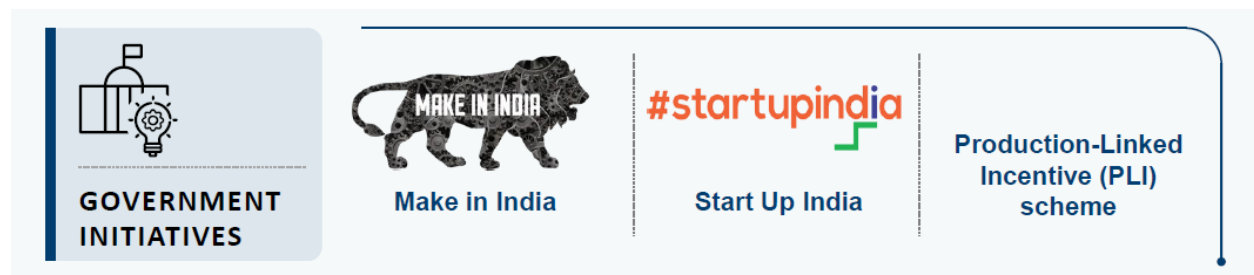 GOVERNMENT
INITIATIVES
MAKE IN INDIA
Make in India
#startupindia
Start Up India
Production-Linked
Incentive (PLI)
scheme